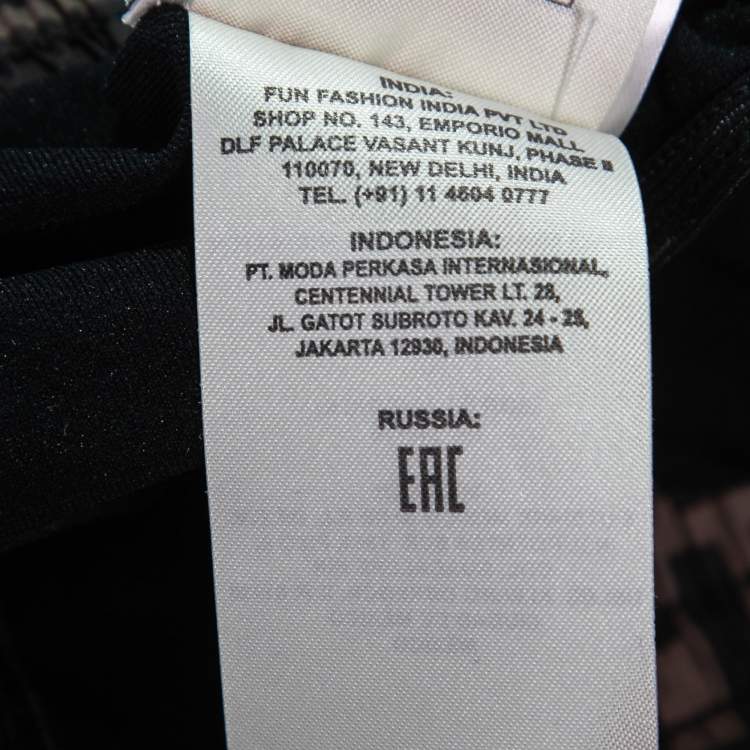 INDIA:
FUN FASHION INDIA PVT LTD
SHOP NO. 143, EMPORIO MALL
DLF PALACE VASANT KUNJ, PHASE II
110070, NEW DELHI, INDIA
TEL. (+91) 11 4604 0777
INDONESIA:
PT. MODA PERKASA INTERNASIONAL,
CENTENNIAL TOWER LT. 28,
JL. GATOT SUBROTO KAV. 24 - 25,
JAKARTA 12930, INDONESIA
RUSSIA:
EAC